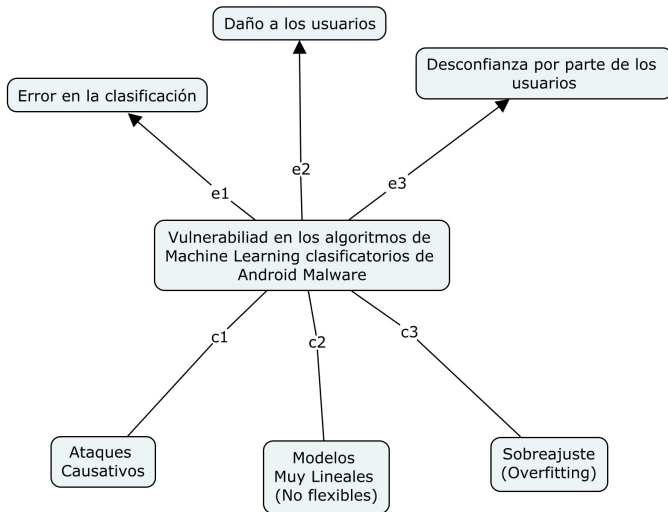 Daño a los usuarios
Desconfianza por parte de los
usuarios
Error en la clasificación
e1
e2
e3
Vulnerabiliad en los algoritmos de
Machine Learning clasificatorios de
Android Malware
c1
c2
c3
Ataques
Causativos
Modelos
Muy Lineales
(No flexibles)
Sobreajuste
(Overfitting)